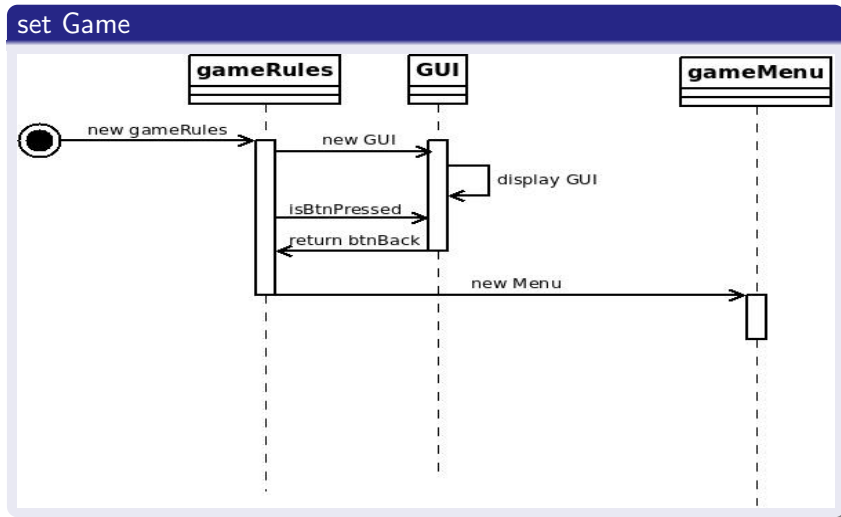 set Game
gameRules
GUI
gameMenu
new gameRules
new GUI
display GUI
isBtnPressed
return btnBack
new Menu